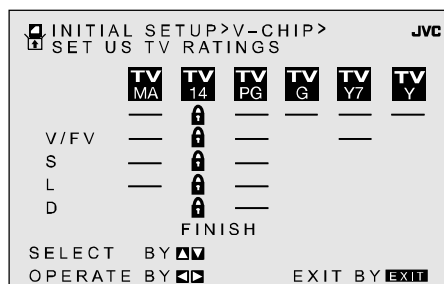 INITIAL SETUP>V-CHIP> JVC
SET US TV RATINGS
TV MA TV 14 TV PG TV G TV Y7 TV Y
V/FV
S
L
D
FINISH
SELECT BY
OPERATE BY EXIT BY EXIT